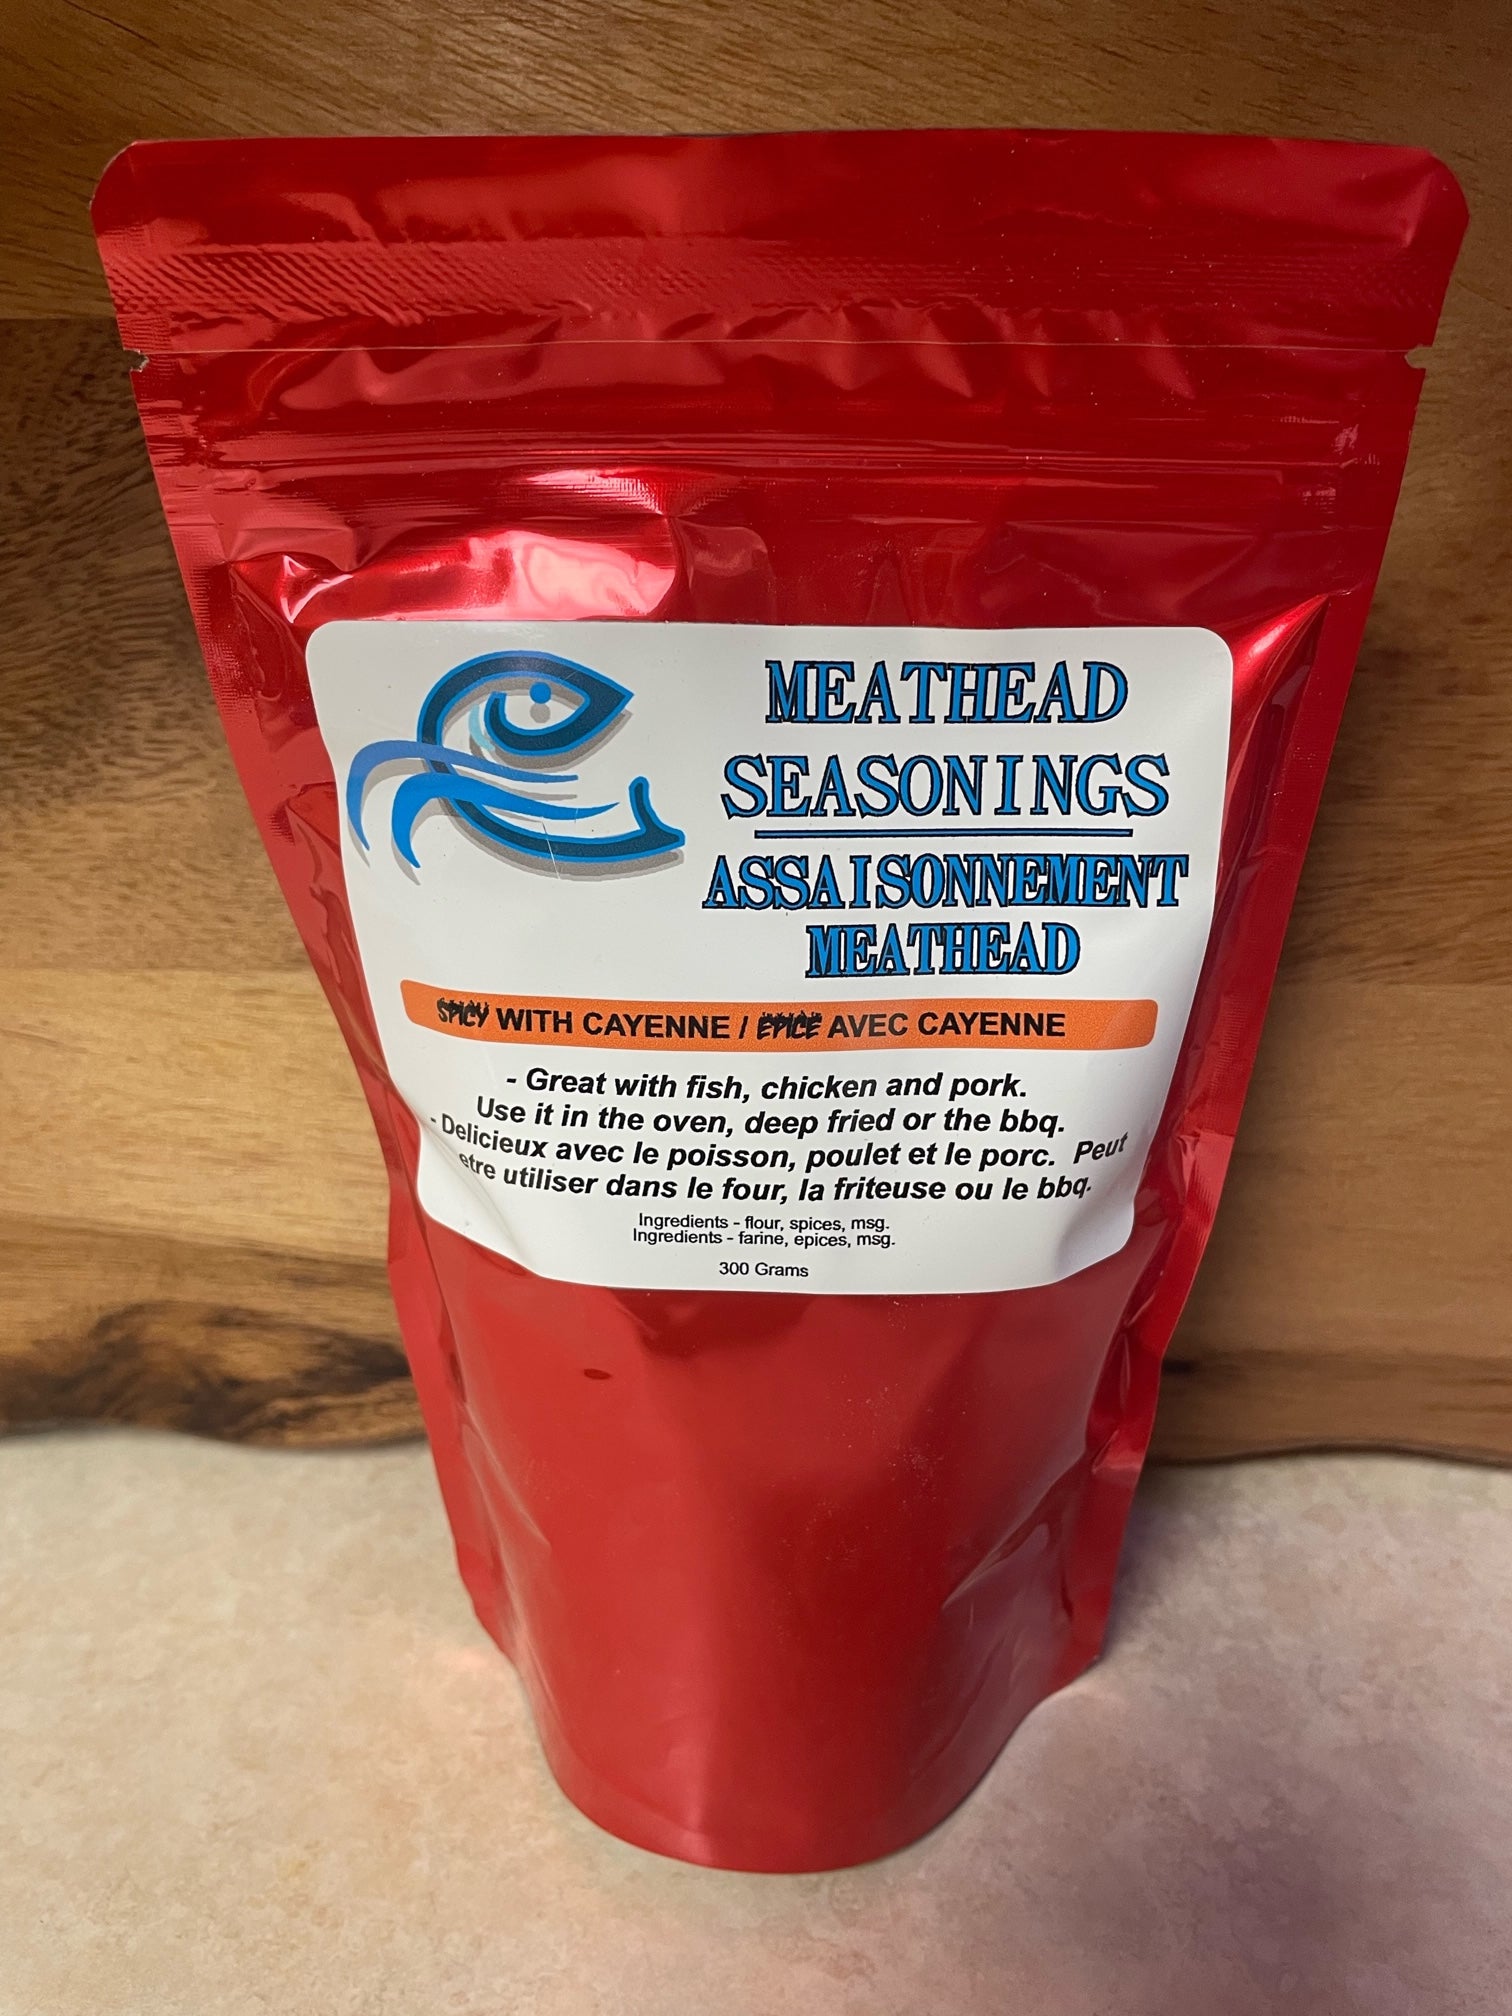 MEATHEAD
SEASONINGS
ASSAISONNEMENT
MEATHEAD
SPICY WITH CAYENNE / EPICE AVEC CAYENNE
- Great with fish, chicken and pork.
Use it in the oven, deep fried or the bbq.
- Delicieux avec le poisson, poulet et le porc. Peut
etre utiliser dans le four, la friteuse ou le bbq.
Ingredients - flour, spices, msg.
Ingredients - farine, epices, msg.
300 Grams